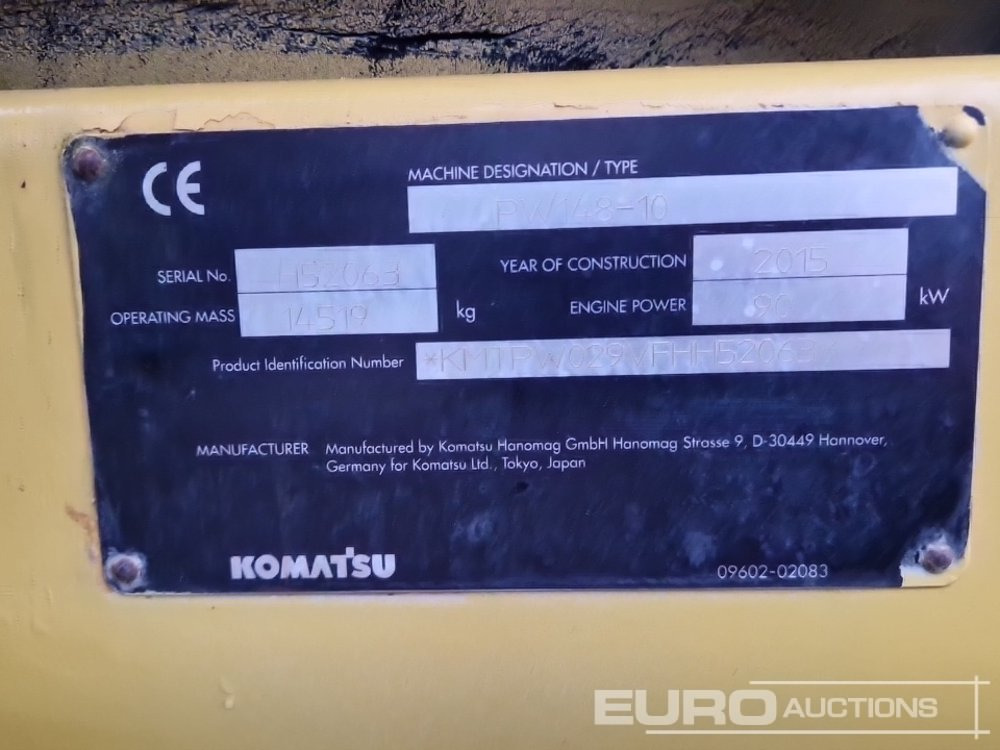 CE
MACHINE DESIGNATION / TYPE
PW148-10
SERIAL No. H52063
YEAR OF CONSTRUCTION 2015
OPERATING MASS 14519 kg
ENGINE POWER 90 kW
Product Identification Number *KMTPW029VFHH52063*
MANUFACTURER Manufactured by Komatsu Hanomag GmbH Hanomag Strasse 9, D-30449 Hannover,
Germany for Komatsu Ltd., Tokyo, Japan
KOMATSU
09602-02083
EURO AUCTIONS